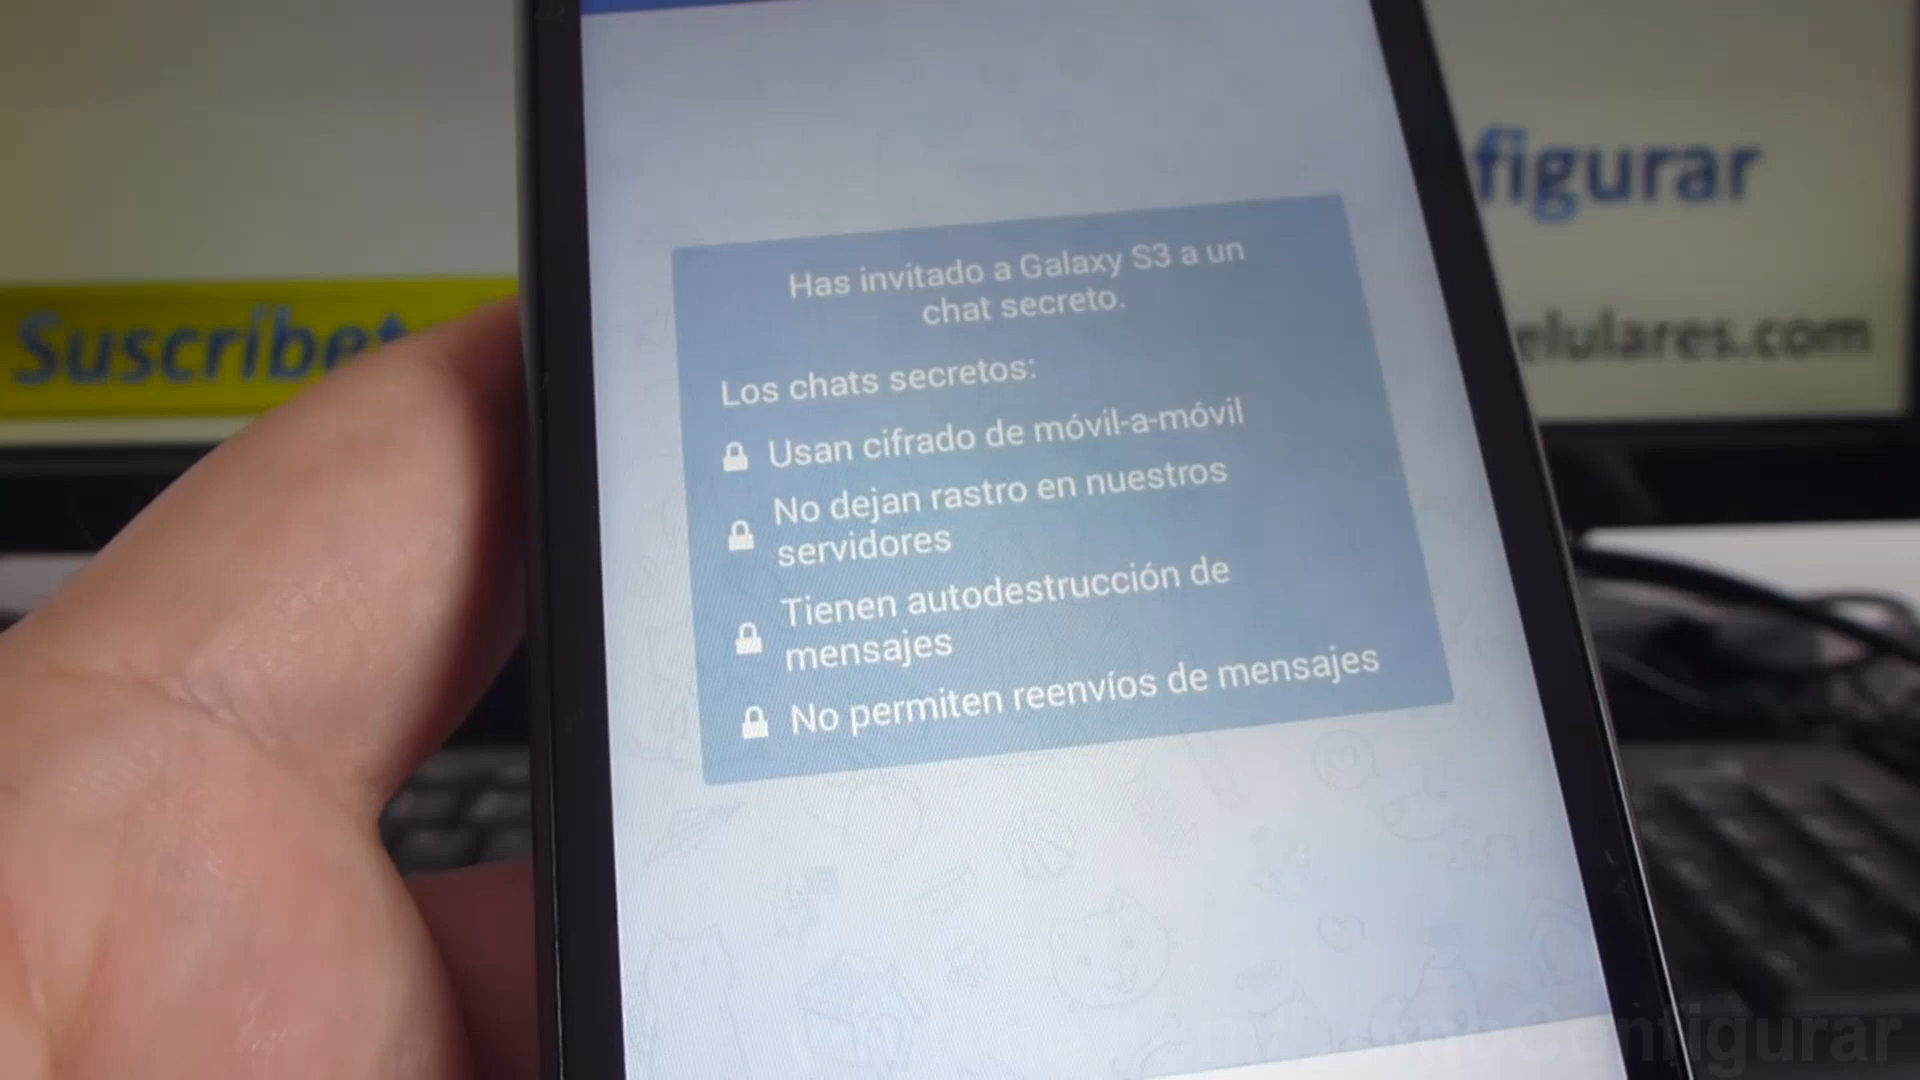 figurar
Suscríbet
elulares.com
Has invitado a Galaxy S3 a un
chat secreto.
Los chats secretos:
Usan cifrado de móvil-a-móvil
No dejan rastro en nuestros
servidores
Tienen autodestrucción de
mensajes
No permiten reenvíos de mensajes
Configurar